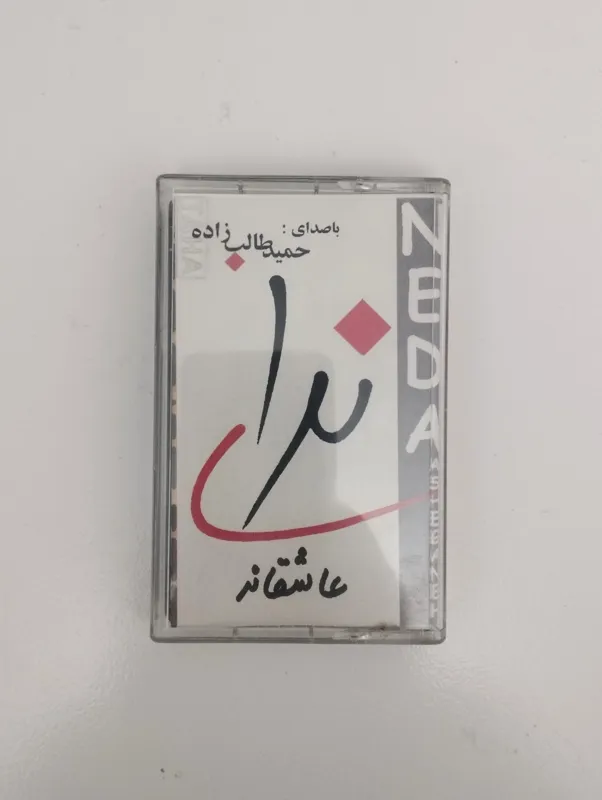 باصدای :
حمید طالب زاده
ندا
عاشقانه
NEDA